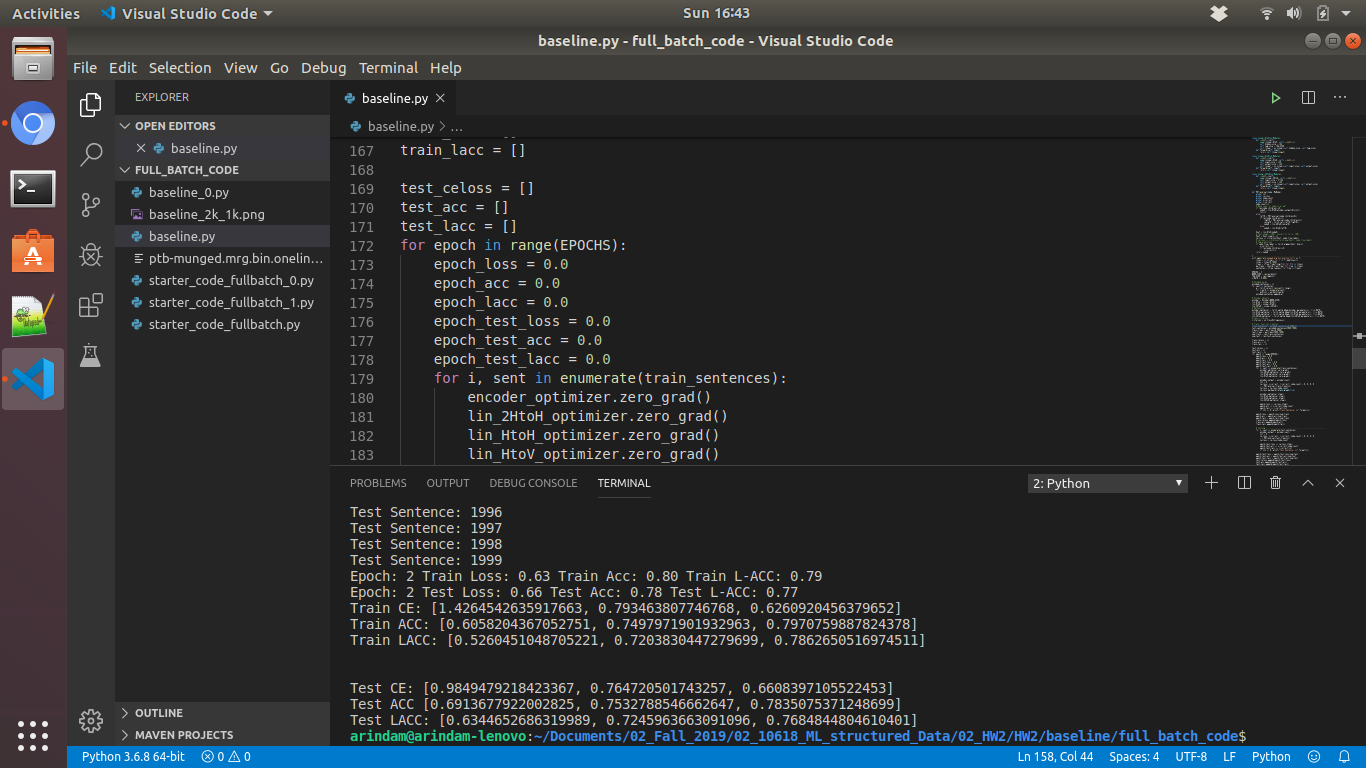 Activities
Visual Studio Code
Sun 16:43
baseline.py - full_batch_code - Visual Studio Code
File Edit Selection View Go Debug Terminal Help
EXPLORER
OPEN EDITORS
baseline.py
FULL_BATCH_CODE
baseline_0.py
baseline_2k_1k.png
baseline.py
ptb-munged.mrg.bin.onelin...
starter_code_fullbatch_0.py
starter_code_fullbatch_1.py
starter_code_fullbatch.py
OUTLINE
MAVEN PROJECTS
baseline.py
baseline.py > ...
167 train_lacc = []
168
169 test_celoss = []
170 test_acc = []
171 test_lacc = []
172 for epoch in range(EPOCHS):
173 epoch_loss = 0.0
174 epoch_acc = 0.0
175 epoch_lacc = 0.0
176 epoch_test_loss = 0.0
177 epoch_test_acc = 0.0
178 epoch_test_lacc = 0.0
179 for i, sent in enumerate(train_sentences):
180 encoder_optimizer.zero_grad()
181 lin_2HtoH_optimizer.zero_grad()
182 lin_HtoH_optimizer.zero_grad()
183 lin_HtoV_optimizer.zero_grad()
PROBLEMS OUTPUT DEBUG CONSOLE TERMINAL
2: Python
Test Sentence: 1996
Test Sentence: 1997
Test Sentence: 1998
Test Sentence: 1999
Epoch: 2 Train Loss: 0.63 Train Acc: 0.80 Train L-ACC: 0.79
Epoch: 2 Test Loss: 0.66 Test Acc: 0.78 Test L-ACC: 0.77
Train CE: [1.4264542635917663, 0.793463807746768, 0.6260920456379652]
Train ACC: [0.6058204367052751, 0.7497971901932963, 0.7970759887824378]
Train LACC: [0.5260451048705221, 0.7203830447279699, 0.7862650516974511]
Test CE: [0.9849479218423367, 0.764720501743257, 0.6608397105522453]
Test ACC [0.6913677922002825, 0.7532788546662647, 0.7835075371248699]
Test LACC: [0.6344652686319989, 0.7245963663091096, 0.7684844804610401]
arindam@arindam-lenovo:~/Documents/02_Fall_2019/02_10618_ML_structured_Data/02_HW2/HW2/baseline/full_batch_code$
Python 3.6.8 64-bit
0
0
Ln 158, Col 44
Spaces: 4
UTF-8
LF
Python